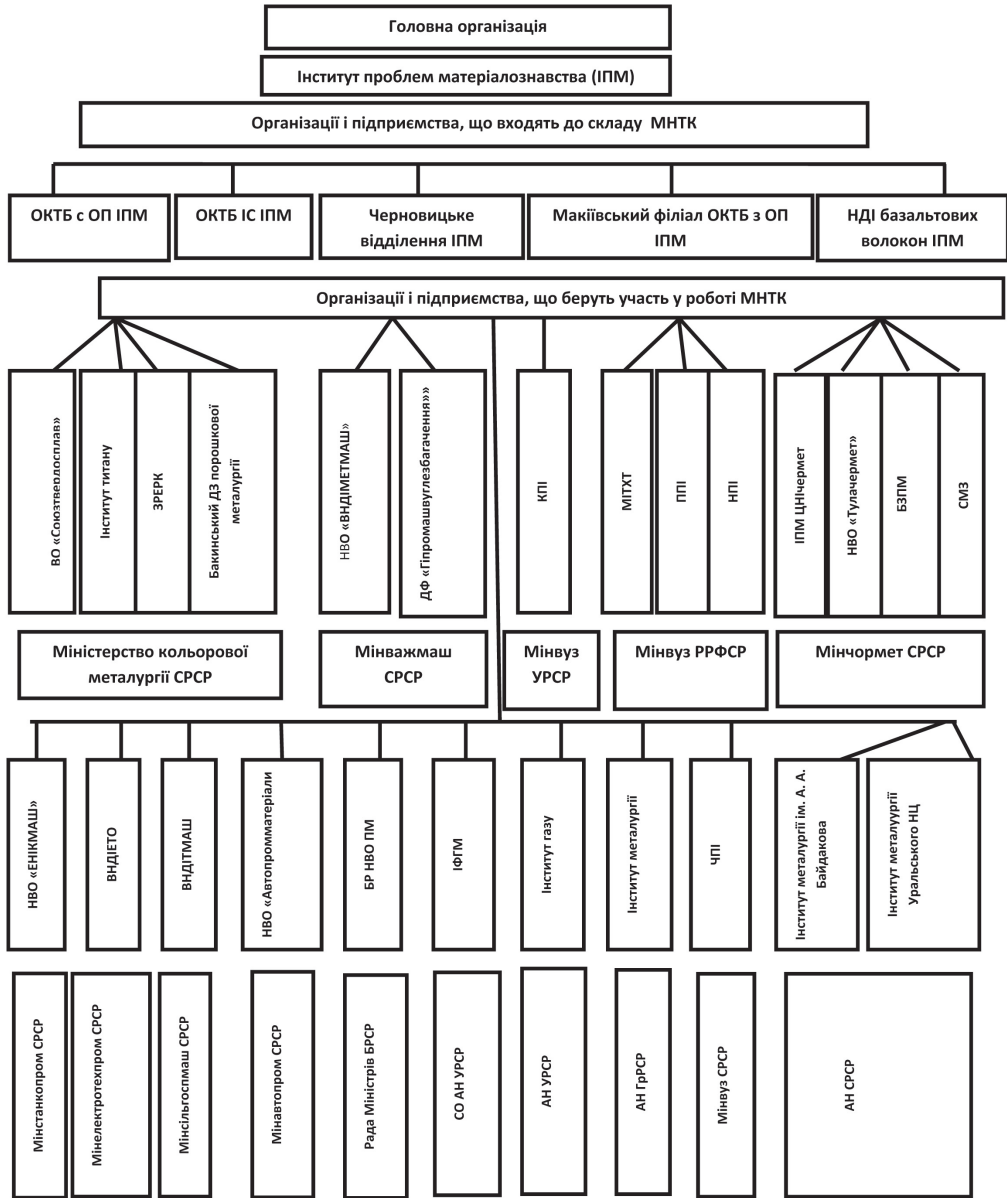 Головна організація
Інститут проблем матеріалознавства (ІПМ)
Організації і підприємства, що входять до складу МНТК
ОКТБ с ОП ІПМ
ОКТБ ІС ІПМ
Черновицьке
відділення ІПМ
Макіївський філіал ОКТБ з ОП
ІПМ
НДІ базальтових
волокон ІПМ
Організації і підприємства, що беруть участь у роботі МНТК
ВО «Союзтвердосплав»
Інститут титану
ЗРЕРК
Бакинський ДЗ порошкової
металургії
НВО «ВНДІМЕТМАШ»
ДФ «Гіпромашвуглезбагачення»»
КПІ
МІТХТ
ППІ
НПІ
ІПМ ЦНІчермет
НВО «Тулачермет»
БЗПМ
СМЗ
Міністерство кольорової
металургії СРСР
Мінважмаш
СРСР
Мінвуз
УРСР
Мінвуз РРФСР
Мінчормет СРСР
НВО «ЕНІКМАШ»
ВНДІЕТО
ВНДІТМАШ
НВО «Автопромматеріали
БР НВО ПМ
ІФГМ
Інститут газу
Інститут металургії
ЧПІ
Інститут металургії ім. А. А.
Байдакова
Інститут металуургії
Уральського НЦ
Мінстанкопром СРСР
Мінелектротехпром СРСР
Мінсільгоспмаш СРСР
Мінавтопром СРСР
Рада Міністрів БРСР
СО АН УРСР
АН УРСР
АН ГрРСР
Мінвуз СРСР
АН СРСР